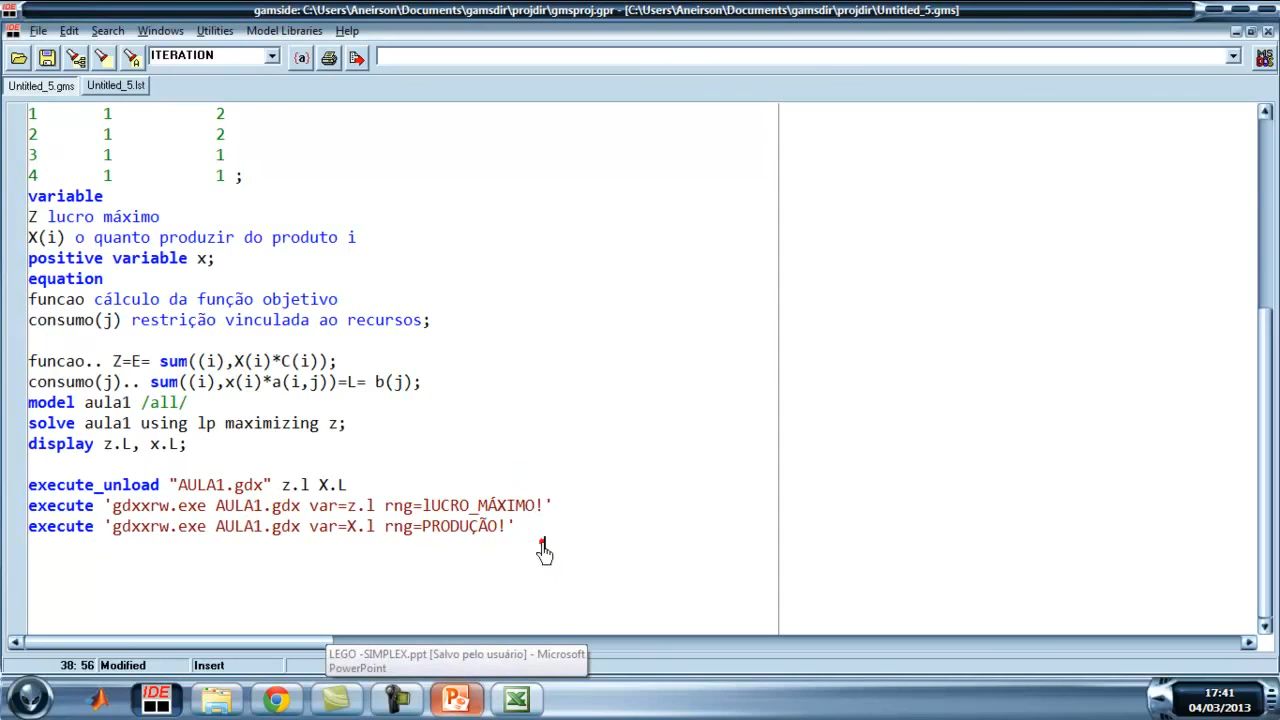 gamside: C:\Users\Aneirson\Documents\gamsdir\projdir\gmsproj.gpr - [C:\Users\Aneirson\Documents\gamsdir\projdir\Untitled_5.gms]
IDE File Edit Search Windows Utilities Model Libraries Help
ITERATION {a}
Untitled_5.gms Untitled_5.lst
1 1 2
2 1 2
3 1 1
4 1 1 ;
variable
Z lucro máximo
X(i) o quanto produzir do produto i
positive variable x;
equation
funcao cálculo da função objetivo
consumo(j) restrição vinculada ao recursos;
funcao.. Z=E= sum((i),X(i)*C(i));
consumo(j).. sum((i),x(i)*a(i,j))=L= b(j);
model aula1 /all/
solve aula1 using lp maximizing z;
display z.L, x.L;
execute_unload "AULA1.gdx" z.l X.L
execute 'gdxxrw.exe AULA1.gdx var=z.l rng=lUCRO_MÁXIMO!'
execute 'gdxxrw.exe AULA1.gdx var=X.l rng=PRODUÇÃO!'
LEGO -SIMPLEX.ppt [Salvo pelo usuário] - Microsoft
PowerPoint
38: 56 Modified Insert
IDE
17:41
04/03/2013